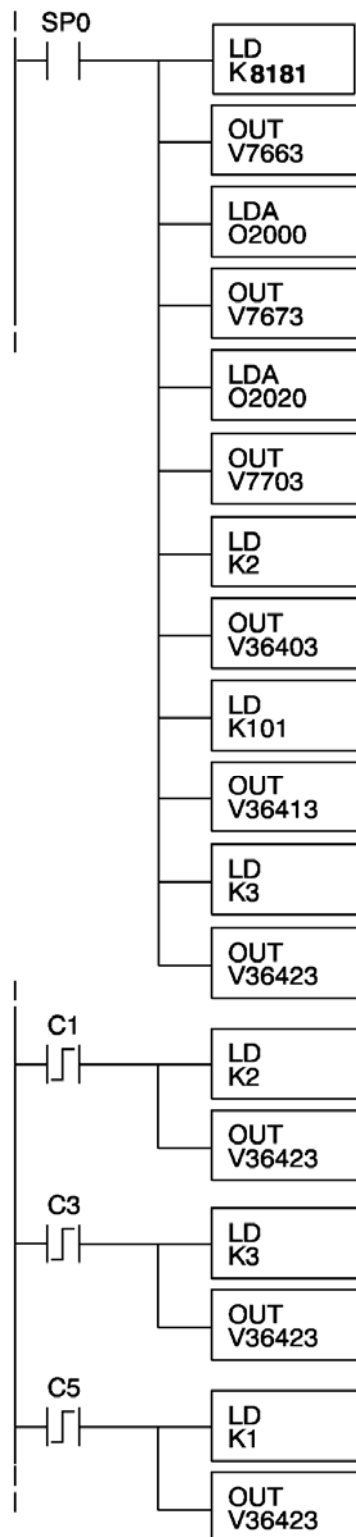 SP0
LD
K8181
OUT
V7663
LDA
O2000
OUT
V7673
LDA
O2020
OUT
V7703
LD
K2
OUT
V36403
LD
K101
OUT
V36413
LD
K3
OUT
V36423
C1
LD
K2
OUT
V36423
C3
LD
K3
OUT
V36423
C5
LD
K1
OUT
V36423